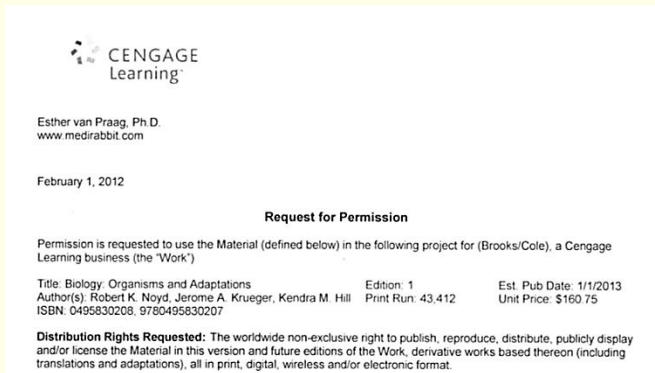 CENGAGE
Learning
Esther van Praag, Ph.D.
www.medirabbit.com
February 1, 2012
Request for Permission
Permission is requested to use the Material (defined below) in the following project for (Brooks/Cole), a Cengage
Learning business (the "Work")
Title: Biology: Organisms and Adaptations Edition: 1 Est. Pub Date: 1/1/2013
Author(s): Robert K. Noyd, Jerome A. Krueger, Kendra M. Hill Print Run: 43,412 Unit Price: $160.75
ISBN: 0495830208, 9780495830207
Distribution Rights Requested: The worldwide non-exclusive right to publish, reproduce, distribute, publicly display
and/or license the Material in this version and future editions of the Work, derivative works based thereon (including
translations and adaptations), all in print, digital, wireless and/or electronic format.